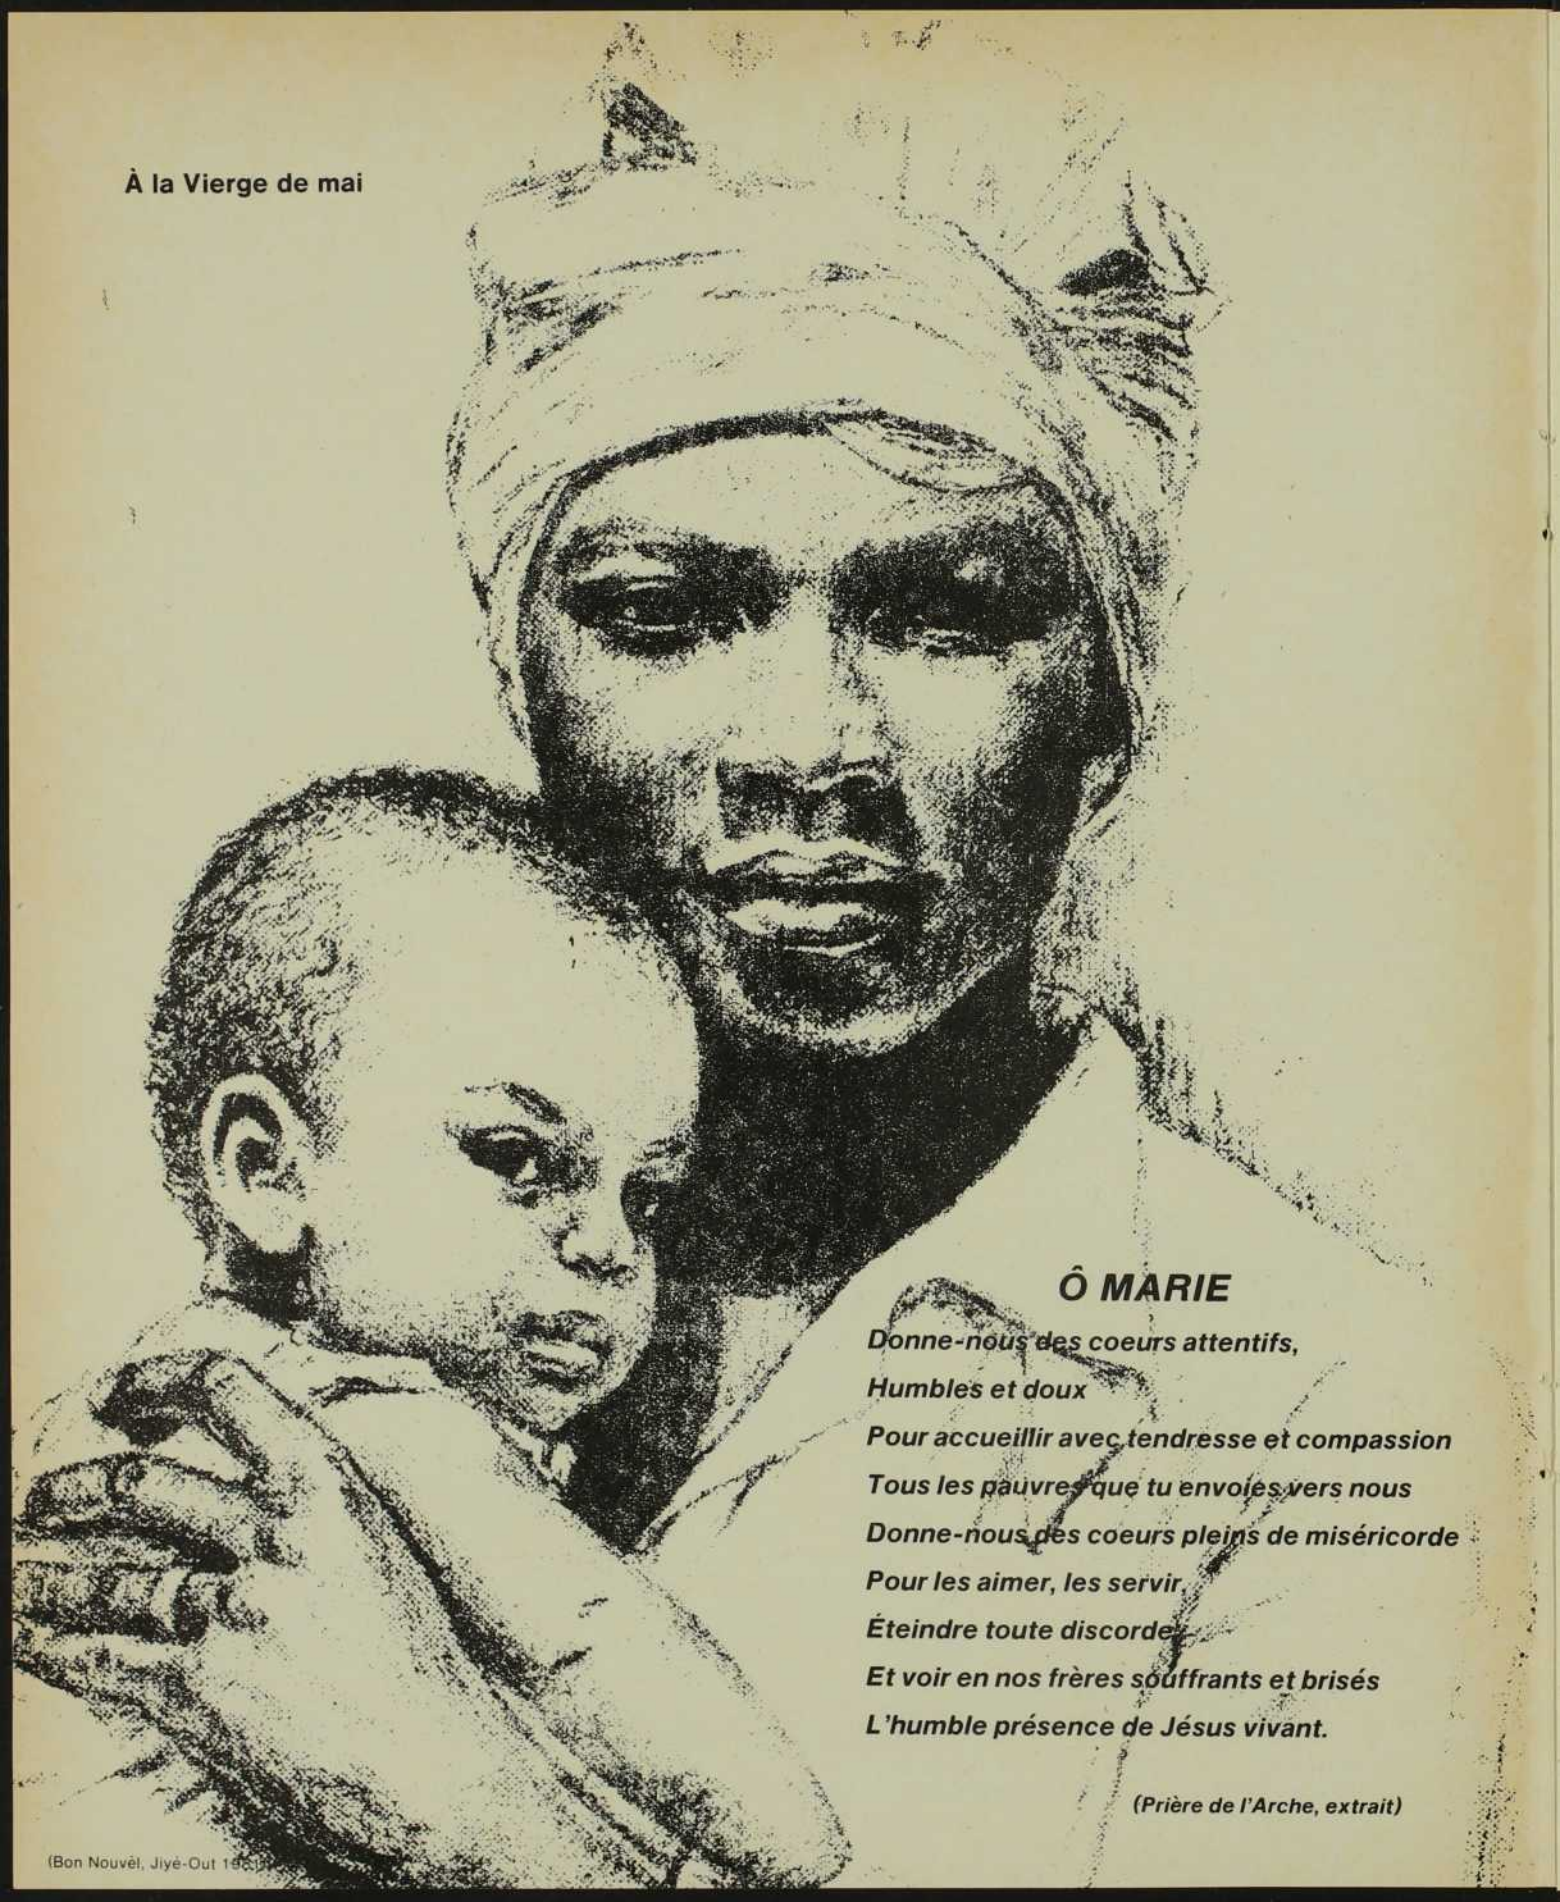 À la Vierge de mai
Ô MARIE
Donne-nous des coeurs attentifs,
Humbles et doux
Pour accueillir avec tendresse et compassion
Tous les pauvres que tu envoies vers nous
Donne-nous des coeurs pleins de miséricorde
Pour les aimer, les servir,
Éteindre toute discorde
Et voir en nos frères souffrants et brisés
L'humble présence de Jésus vivant.
(Prière de l'Arche, extrait)
(Bon Nouvèl, Jiyé-Out